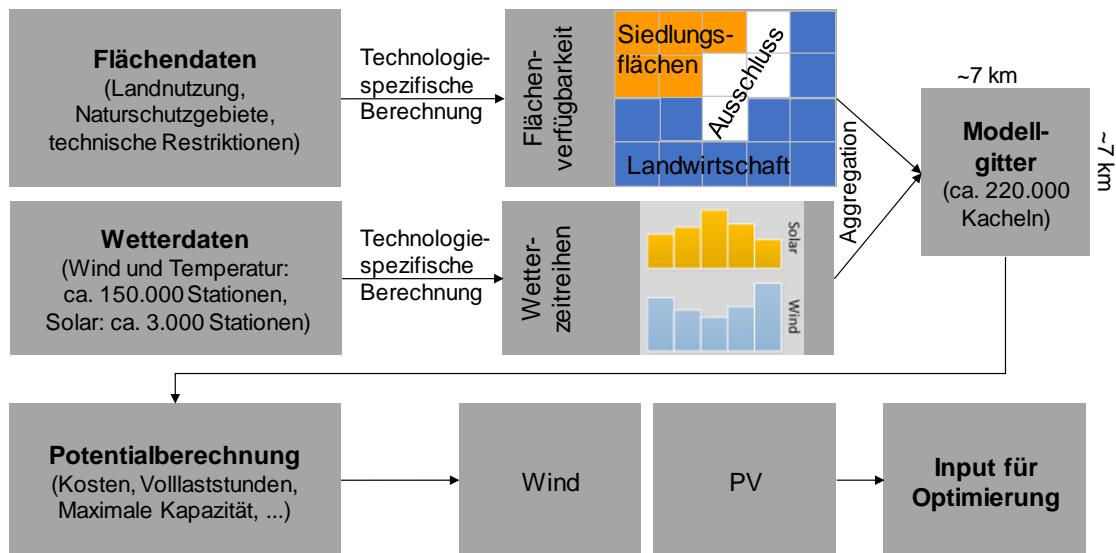 Flächendaten
(Landnutzung,
Naturschutzgebiete,
technische Restriktionen)
Technologie-
spezifische
Berechnung
Flächen-
verfügbarkeit
Siedlungs-
flächen
Ausschluss
Landwirtschaft
Aggregation
~7 km
~7 km
Modell-
gitter
(ca. 220.000
Kacheln)
Wetterdaten
(Wind und Temperatur:
ca. 150.000 Stationen,
Solar: ca. 3.000 Stationen)
Technologie-
spezifische
Berechnung
Wetter-
zeitreihen
Solar
Wind
Potentialberechnung
(Kosten, Volllaststunden,
Maximale Kapazität, ...)
Wind
PV
Input für
Optimierung